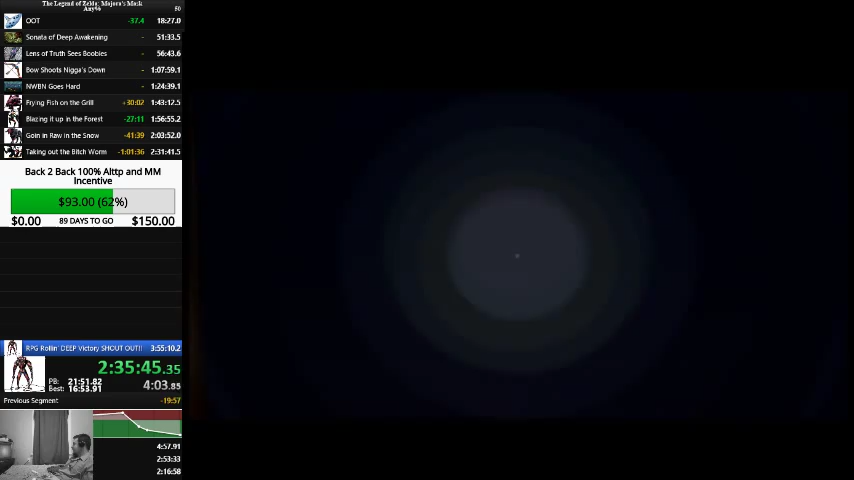 The Legend of Zelda: Majora's Mask
Any% 50
OOT -37.4 18:27.0
Sonata of Deep Awakening - 51:33.5
Lens of Truth Sees Boobies - 56:43.6
Bow Shoots Nigga's Down - 1:07:59.1
NWBN Goes Hard - 1:24:39.1
Frying Fish on the Grill +30:02 1:43:12.5
Blazing it up in the Forest -27:11 1:56:55.2
Goin in Raw in the Snow -41:39 2:03:52.0
Taking out the Bitch Worm -1:01:36 2:31:41.5
Back 2 Back 100% Alttp and MM
Incentive
$93.00 (62%)
$0.00 89 DAYS TO GO $150.00
RPG Rollin' DEEP Victory SHOUT OUT!! 3:55:10.2
2:35:45.35
PB: 21:51.82
Best: 16:53.91
4:03.85
Previous Segment -19:57
4:57.91
2:53:33
2:16:58